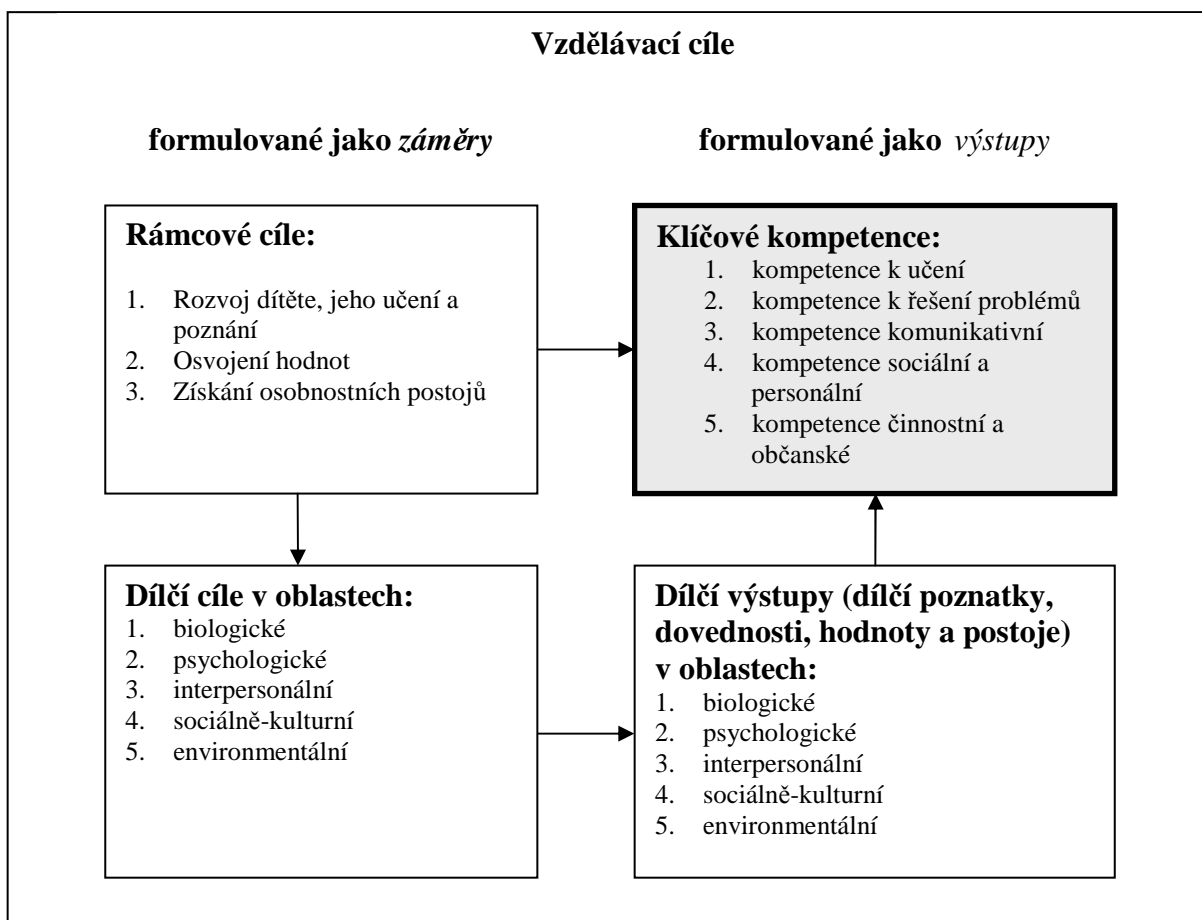 Vzdělávací cíle
formulované jako záměry
formulované jako výstupy
Rámcové cíle:
1. Rozvoj dítěte, jeho učení a
poznání
2. Osvojení hodnot
3. Získání osobnostních postojů
Klíčové kompetence:
1. kompetence k učení
2. kompetence k řešení problémů
3. kompetence komunikativní
4. kompetence sociální a
personální
5. kompetence činnostní a
občanské
Dílčí cíle v oblastech:
1. biologické
2. psychologické
3. interpersonální
4. sociálně-kulturní
5. environmentální
Dílčí výstupy (dílčí poznatky,
dovednosti, hodnoty a postoje)
v oblastech:
1. biologické
2. psychologické
3. interpersonální
4. sociálně-kulturní
5. environmentální